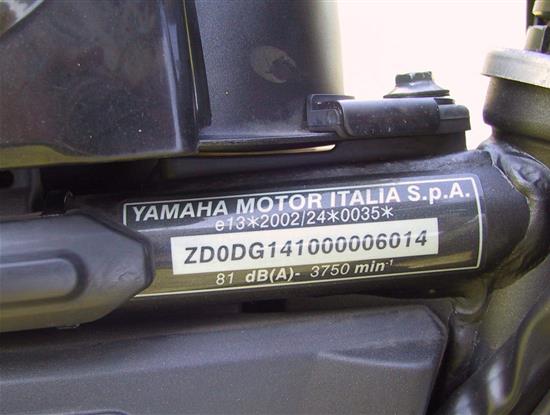 YAMAHA MOTOR ITALIA S.p.A.
e13*2002/24*0035*
ZD0DG141000006014
81 dB(A)- 3750 min-¹